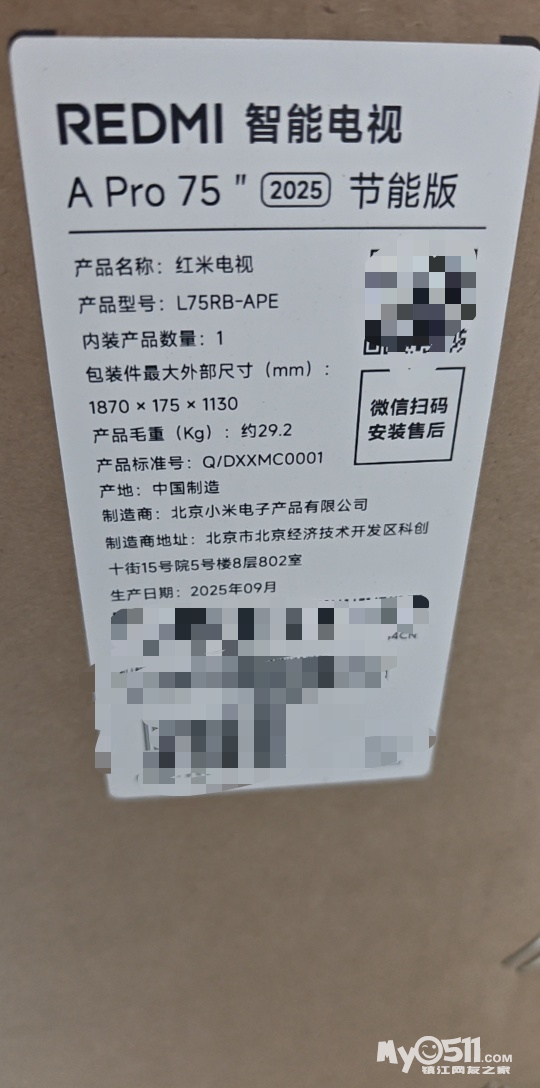 REDMI 智能电视
A Pro 75 " 2025 节能版
产品名称：红米电视
产品型号：L75RB-APE
内装产品数量：1
包装件最大外部尺寸（mm）：
1870 × 175 × 1130
产品毛重（Kg）：约29.2
产品标准号：Q/DXXMC0001
产地：中国制造
制造商：北京小米电子产品有限公司
制造商地址：北京市北京经济技术开发区科创
十街15号院5号楼8层802室
生产日期：2025年09月
微信扫码
安装售后
My0511.COM
镇江网友之家